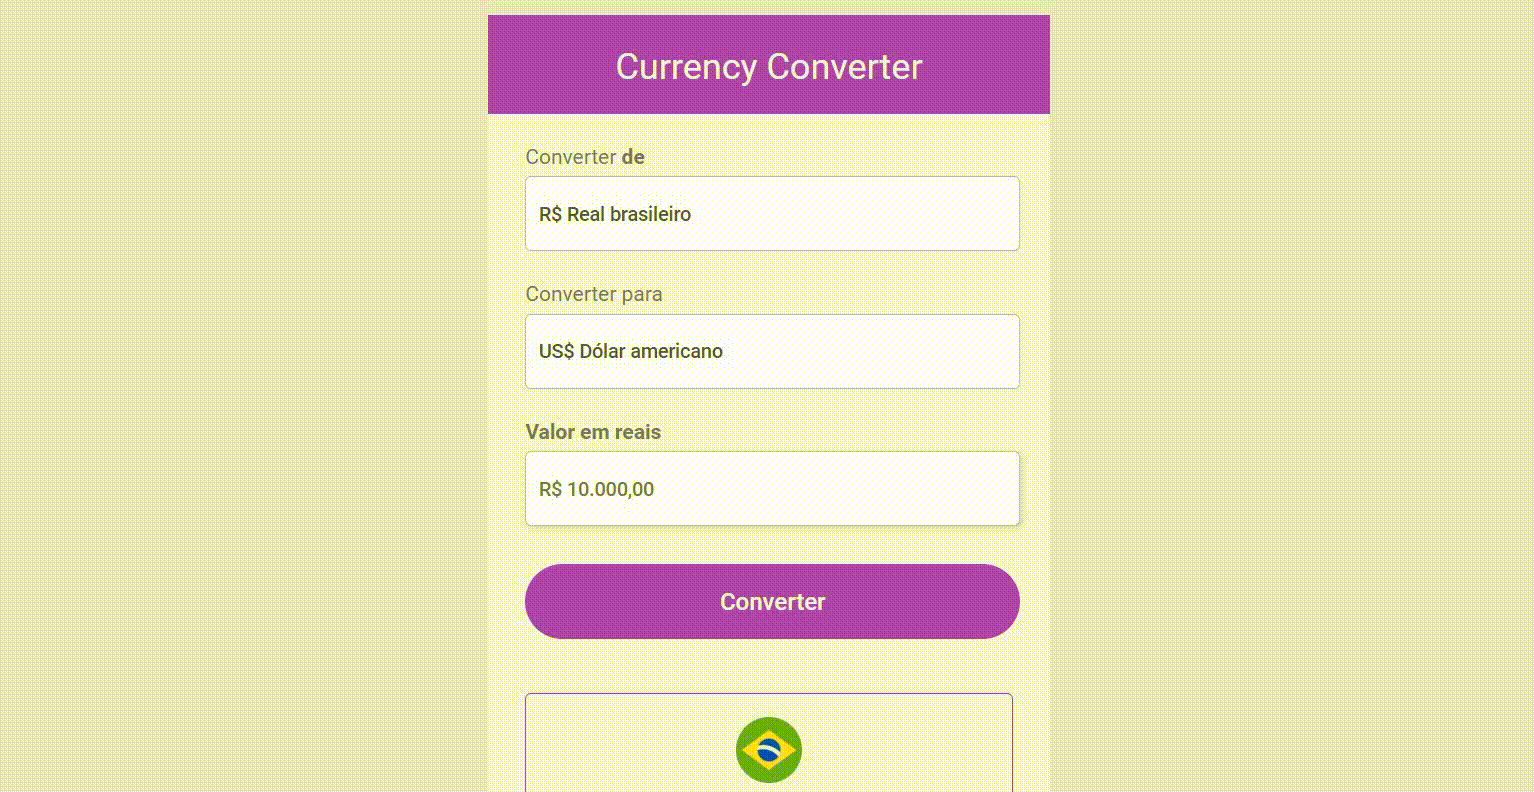 Currency Converter
Converter de
R$ Real brasileiro
Converter para
US$ Dólar americano
Valor em reais
R$ 10.000,00
Converter